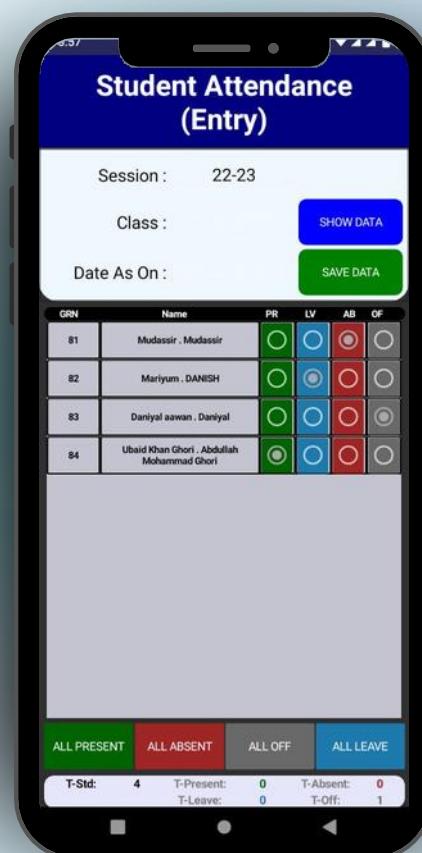 Student Attendance
(Entry)
Session : 22-23
Class : SHOW DATA
Date As On : SAVE DATA
GRN Name PR LV AB OF
81 Mudassir . Mudassir
82 Mariyum . DANISH
83 Daniyal aawan . Daniyal
84 Ubaid Khan Ghori . Abdullah
Mohammad Ghori
ALL PRESENT ALL ABSENT ALL OFF ALL LEAVE
T-Std: 4 T-Present: 0 T-Absent: 0
T-Leave: 0 T-Off: 1